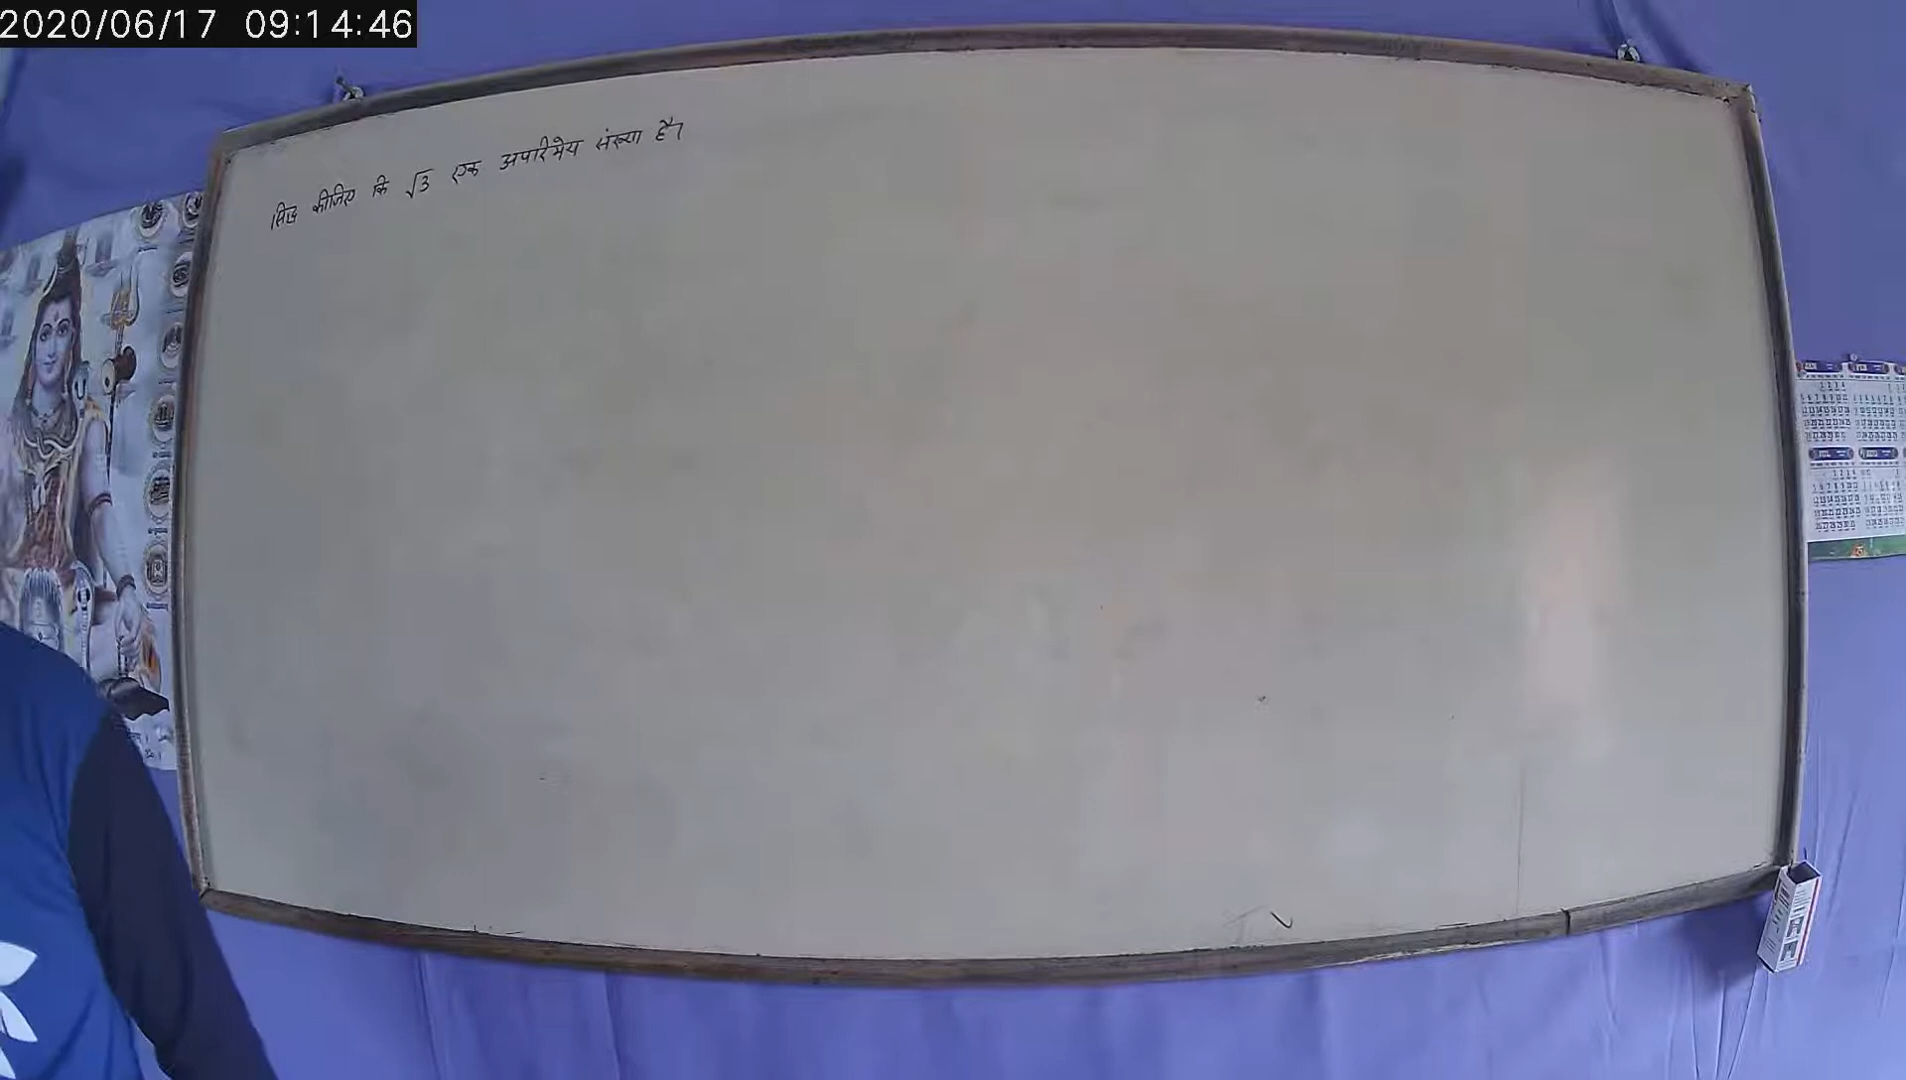 2020/06/17 09:14:46
सिद्ध कीजिए कि √3 एक अपरिमेय संख्या है।